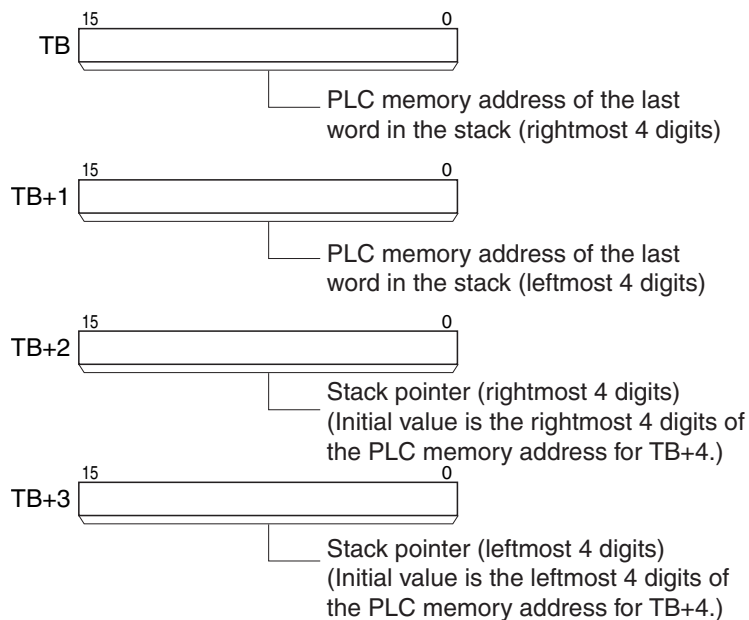 15 0
TB
PLC memory address of the last
word in the stack (rightmost 4 digits)
15 0
TB+1
PLC memory address of the last
word in the stack (leftmost 4 digits)
15 0
TB+2
Stack pointer (rightmost 4 digits)
(Initial value is the rightmost 4 digits of
the PLC memory address for TB+4.)
15 0
TB+3
Stack pointer (leftmost 4 digits)
(Initial value is the leftmost 4 digits of
the PLC memory address for TB+4.)